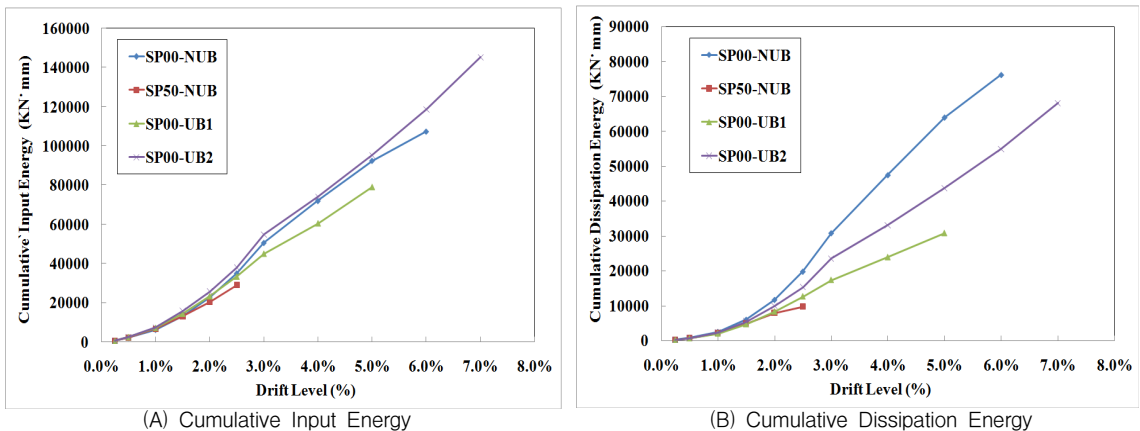 160000
140000
120000
100000
80000
60000
40000
20000
0
Cumulative`Input Energy (KN· mm)
SP00-NUB
SP50-NUB
SP00-UB1
SP00-UB2
0.0% 1.0% 2.0% 3.0% 4.0% 5.0% 6.0% 7.0% 8.0%
Drift Level (%)
(A) Cumulative Input Energy
90000
80000
70000
60000
50000
40000
30000
20000
10000
0
Cumulative Dissipation Energy (KN· mm)
SP00-NUB
SP50-NUB
SP00-UB1
SP00-UB2
0.0% 1.0% 2.0% 3.0% 4.0% 5.0% 6.0% 7.0% 8.0%
Drift Level (%)
(B) Cumulative Dissipation Energy